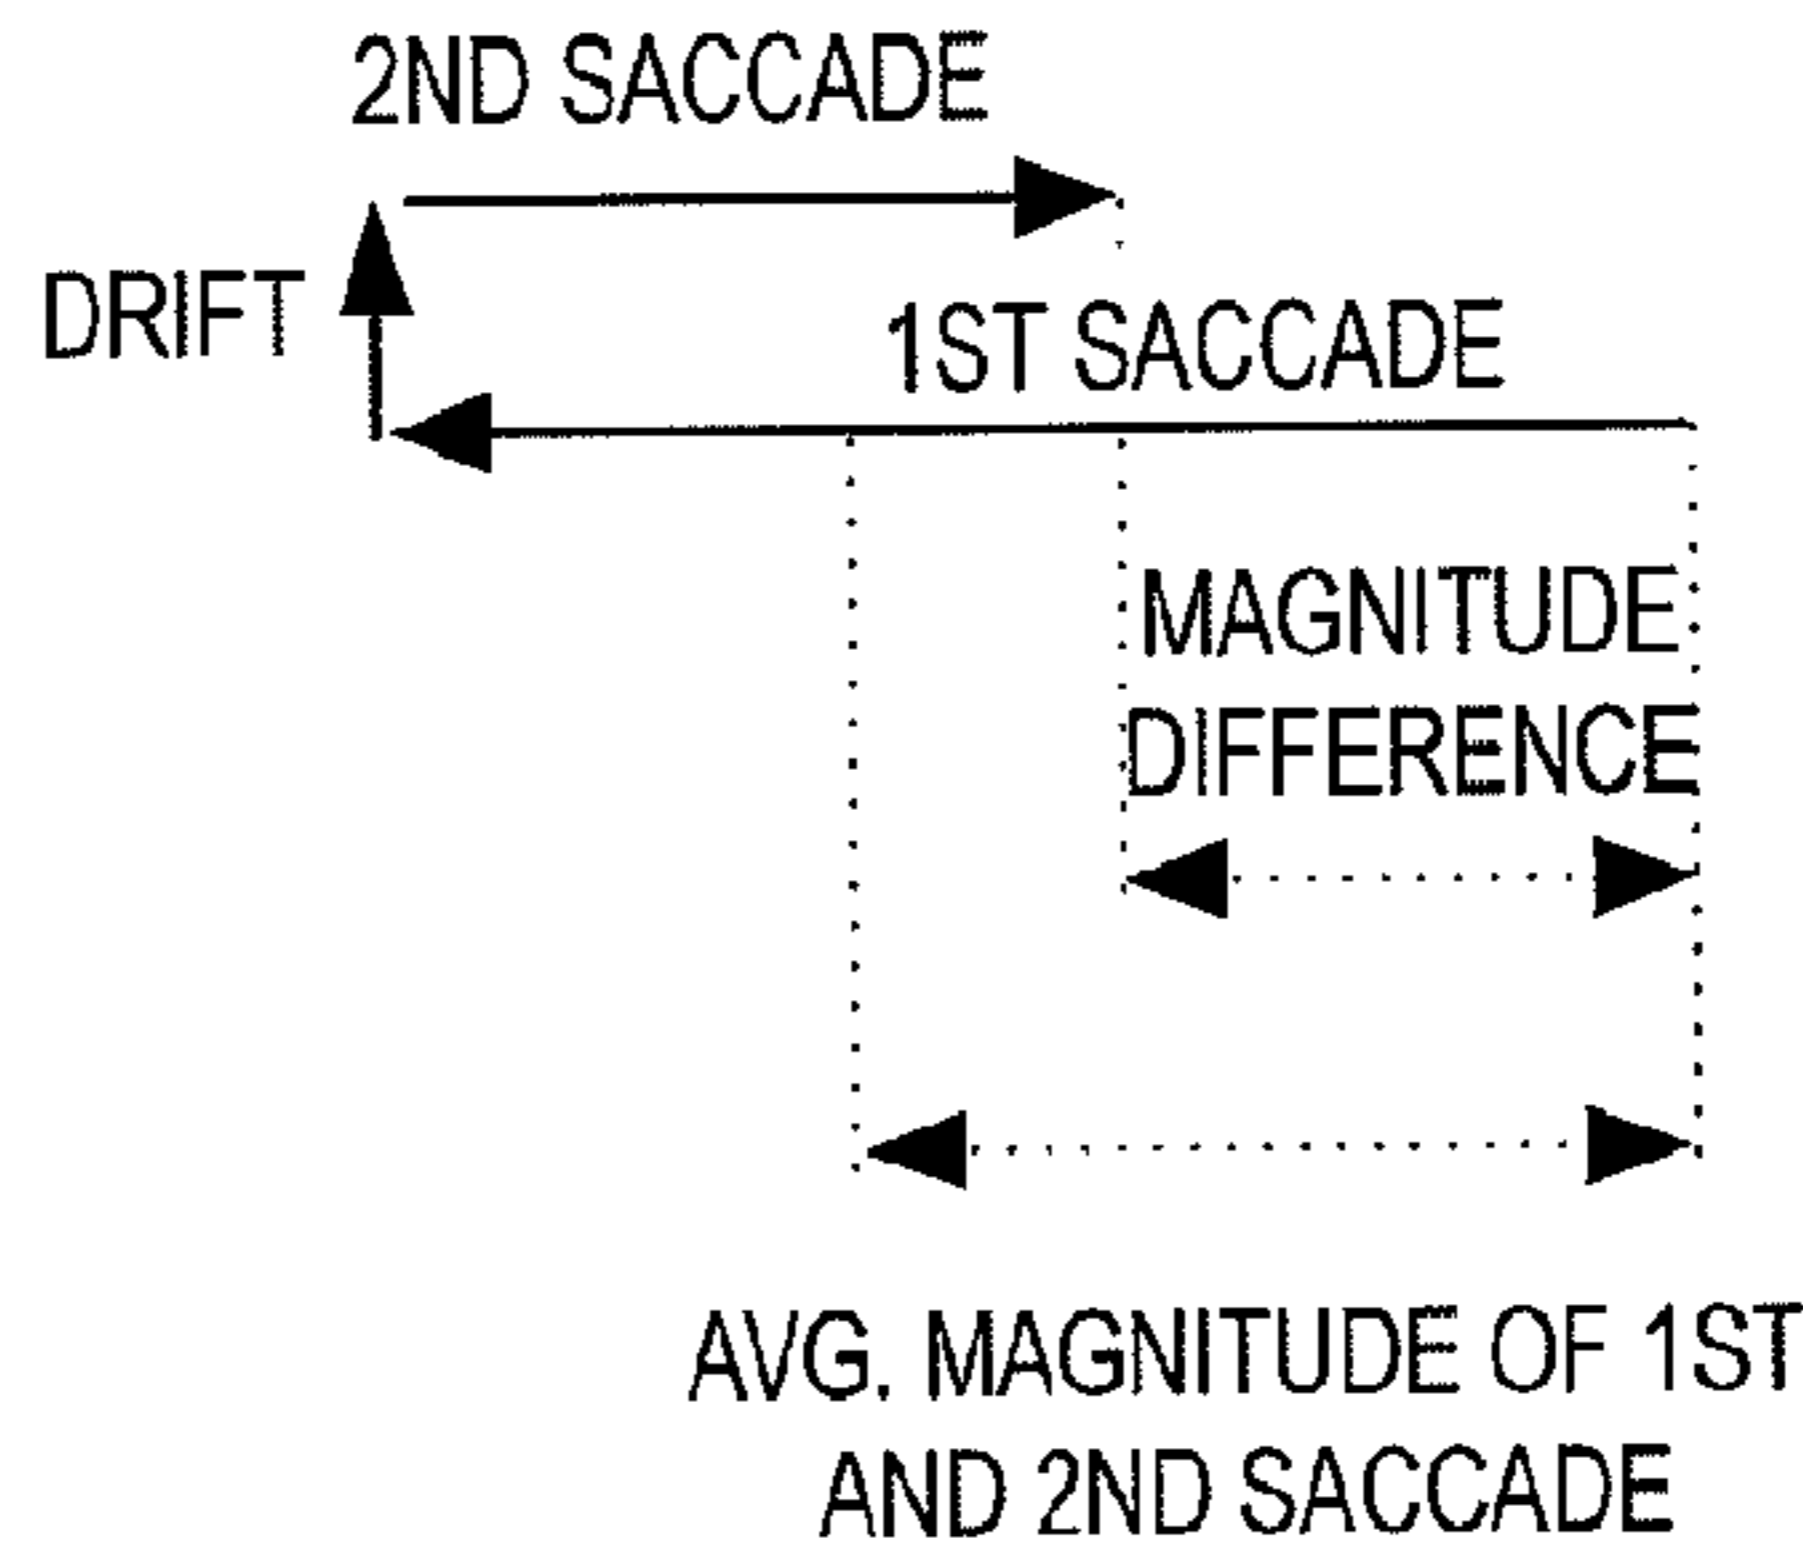 2ND SACCADE
DRIFT
1ST SACCADE
MAGNITUDE
DIFFERENCE
AVG. MAGNITUDE OF 1ST
AND 2ND SACCADE